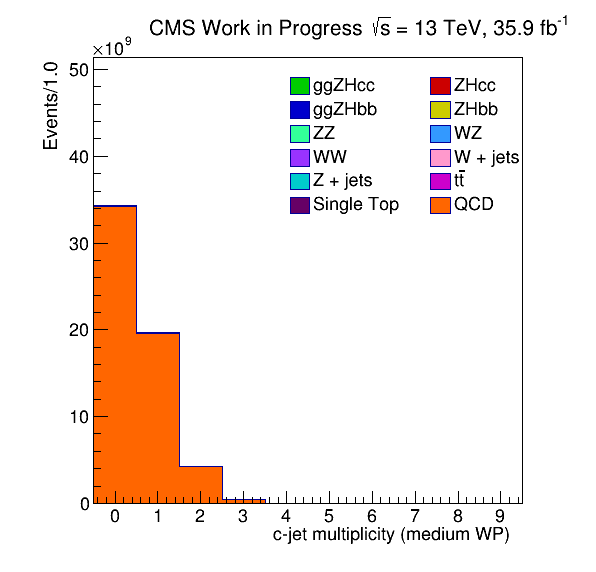 CMS Work in Progress √s = 13 TeV, 35.9 fb⁻¹
×10⁹
Events/1.0
50
40
30
20
10
0
ggZHcc ZHcc
ggZHbb ZHbb
ZZ WZ
WW W + jets
Z + jets tt̄
Single Top QCD
0 1 2 3 4 5 6 7 8 9
c-jet multiplicity (medium WP)